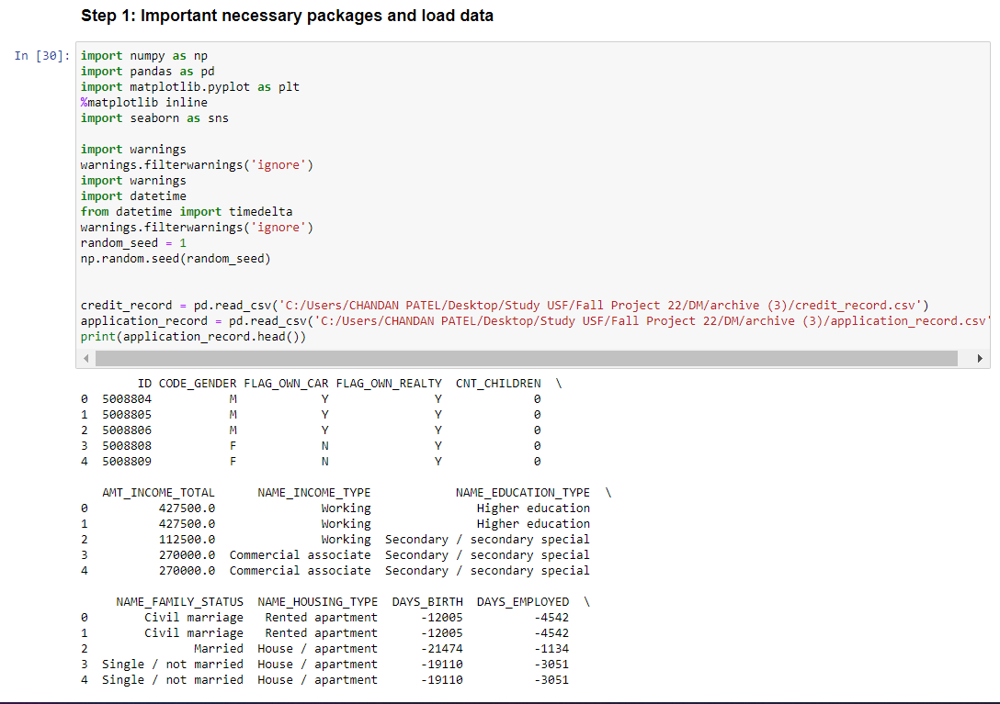 Step 1: Important necessary packages and load data
In [30]: import numpy as np
import pandas as pd
import matplotlib.pyplot as plt
%matplotlib inline
import seaborn as sns
import warnings
warnings.filterwarnings('ignore')
import warnings
import datetime
from datetime import timedelta
warnings.filterwarnings('ignore')
random_seed = 1
np.random.seed(random_seed)
credit_record = pd.read_csv('C:/Users/CHANDAN PATEL/Desktop/Study USF/Fall Project 22/DM/archive (3)/credit_record.csv')
application_record = pd.read_csv('C:/Users/CHANDAN PATEL/Desktop/Study USF/Fall Project 22/DM/archive (3)/application_record.csv'
print(application_record.head())
ID CODE_GENDER FLAG_OWN_CAR FLAG_OWN_REALTY CNT_CHILDREN \
0 5008804 M Y Y 0
1 5008805 M Y Y 0
2 5008806 M Y Y 0
3 5008808 F N Y 0
4 5008809 F N Y 0
AMT_INCOME_TOTAL NAME_INCOME_TYPE NAME_EDUCATION_TYPE \
0 427500.0 Working Higher education
1 427500.0 Working Higher education
2 112500.0 Working Secondary / secondary special
3 270000.0 Commercial associate Secondary / secondary special
4 270000.0 Commercial associate Secondary / secondary special
NAME_FAMILY_STATUS NAME_HOUSING_TYPE DAYS_BIRTH DAYS_EMPLOYED \
0 Civil marriage Rented apartment -12005 -4542
1 Civil marriage Rented apartment -12005 -4542
2 Married House / apartment -21474 -1134
3 Single / not married House / apartment -19110 -3051
4 Single / not married House / apartment -19110 -3051